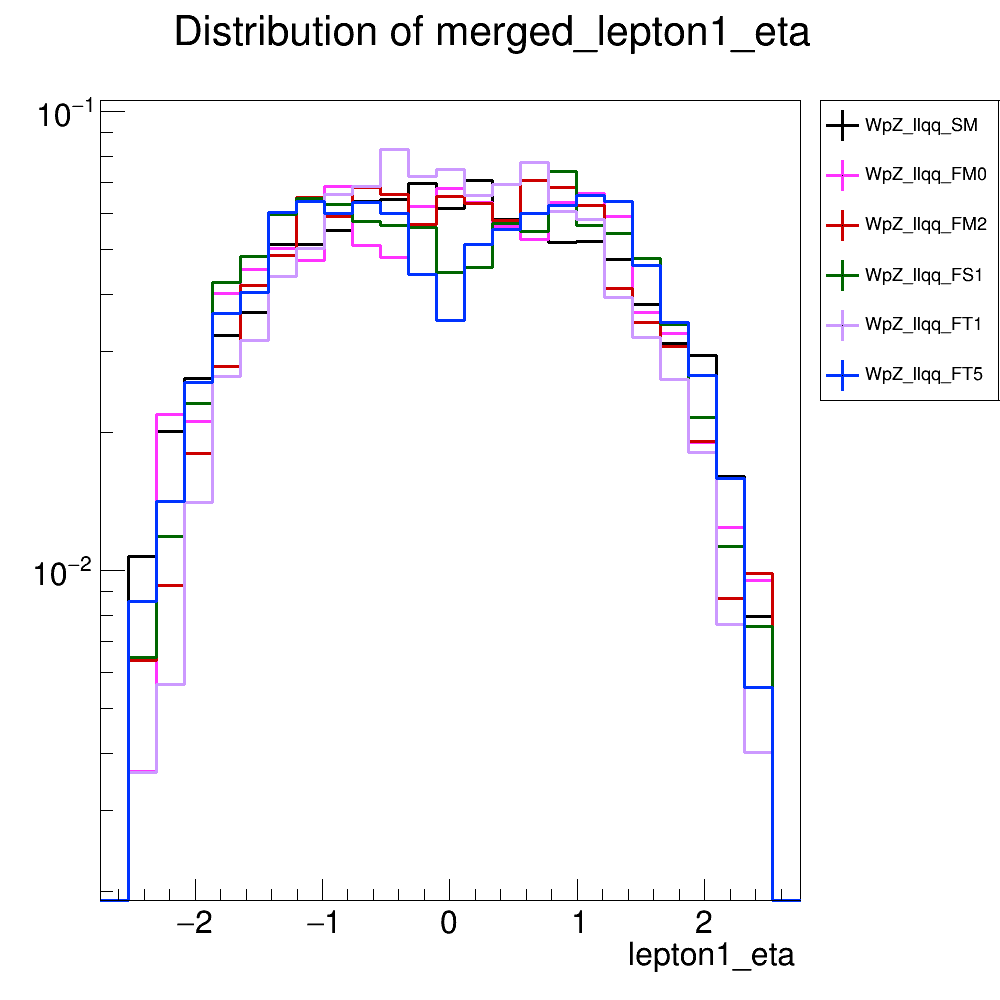 Distribution of merged_lepton1_eta
10−1
10−2
WpZ_llqq_SM
WpZ_llqq_FM0
WpZ_llqq_FM2
WpZ_llqq_FS1
WpZ_llqq_FT1
WpZ_llqq_FT5
−2 −1 0 1 2
lepton1_eta